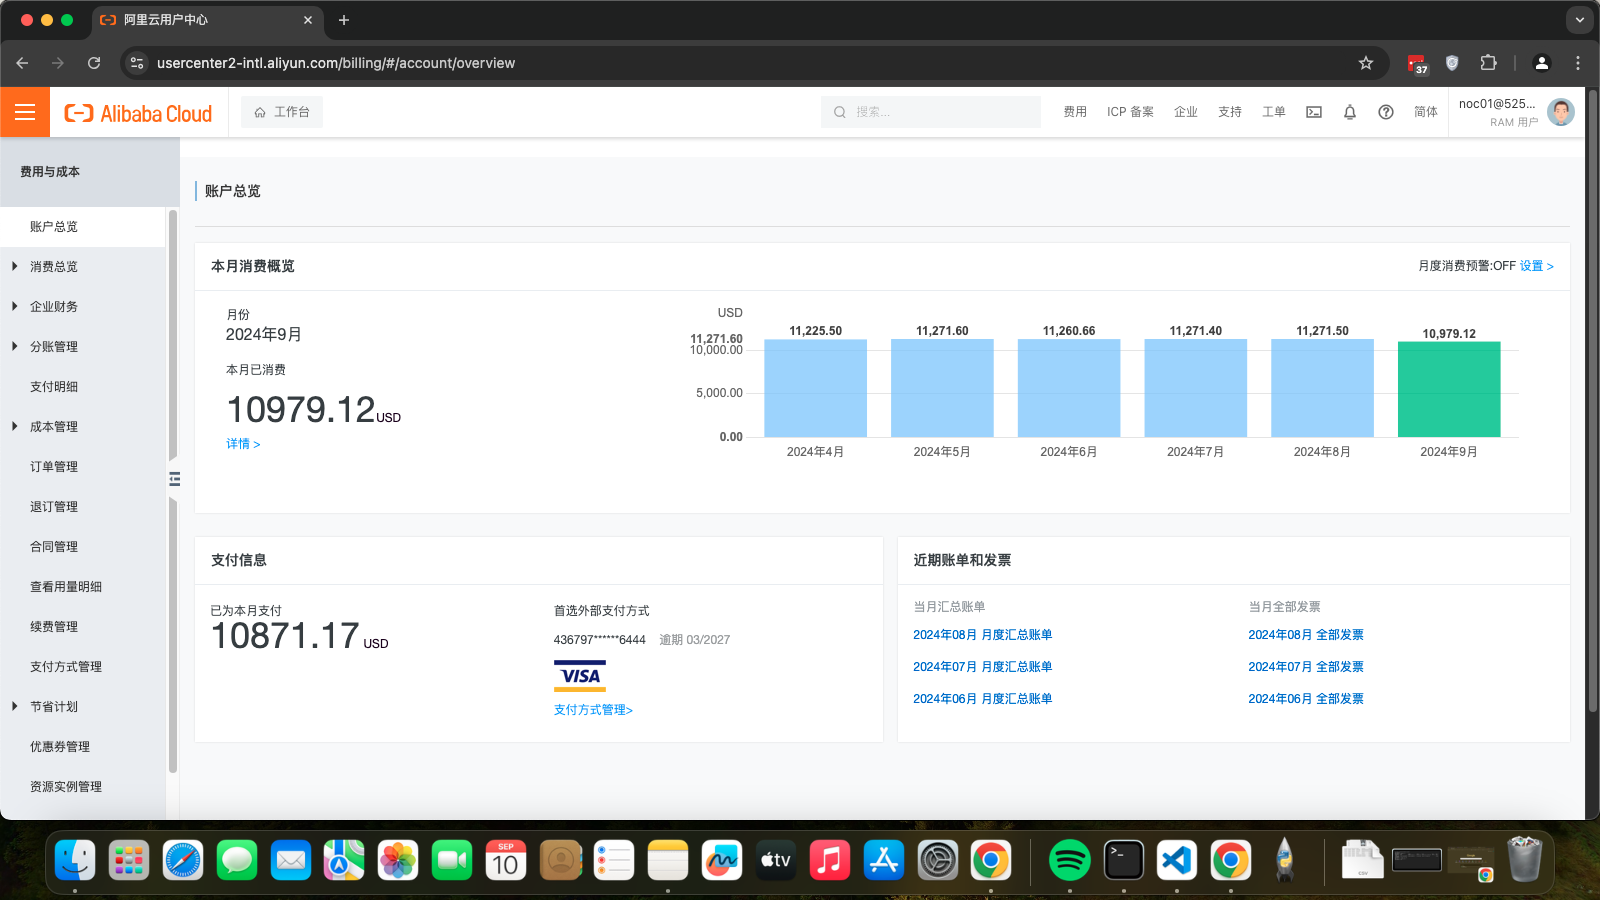 阿里云用户中心
usercenter2-intl.aliyun.com/billing/#/account/overview
37
Alibaba Cloud
工作台
搜索...
费用
ICP 备案
企业
支持
工单
简体
noc01@525...
RAM 用户
费用与成本
账户总览
消费总览
企业财务
分账管理
支付明细
成本管理
订单管理
退订管理
合同管理
查看用量明细
续费管理
支付方式管理
节省计划
优惠券管理
资源实例管理
账户总览
本月消费概览
月度消费预警:OFF 设置 >
月份
2024年9月
本月已消费
10979.12USD
详情 >
USD
11,271.60
10,000.00
5,000.00
0.00
11,225.50
11,271.60
11,260.66
11,271.40
11,271.50
10,979.12
2024年4月
2024年5月
2024年6月
2024年7月
2024年8月
2024年9月
支付信息
已为本月支付
10871.17 USD
首选外部支付方式
436797******6444 逾期 03/2027
VISA
支付方式管理>
近期账单和发票
当月汇总账单
2024年08月 月度汇总账单
2024年07月 月度汇总账单
2024年06月 月度汇总账单
当月全部发票
2024年08月 全部发票
2024年07月 全部发票
2024年06月 全部发票
SEP
10
tv
CSV